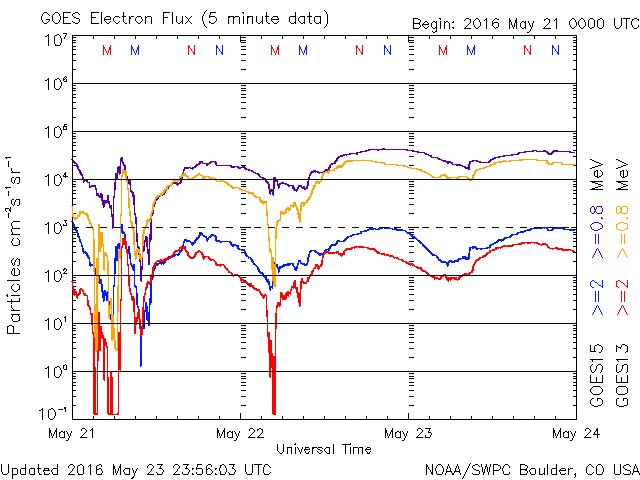 GOES Electron Flux (5 minute data)
Begin: 2016 May 21 0000 UTC
M M N N M M N N M M N N
10⁷
10⁶
10⁵
10⁴
10³
10²
10¹
10⁰
10⁻¹
Particles cm⁻²s⁻¹sr⁻¹
May 21 May 22 May 23 May 24
Universal Time
GOES15 >=2 >=0.8 MeV
GOES13 >=2 >=0.8 MeV
Updated 2016 May 23 23:56:03 UTC
NOAA/SWPC Boulder, CO USA